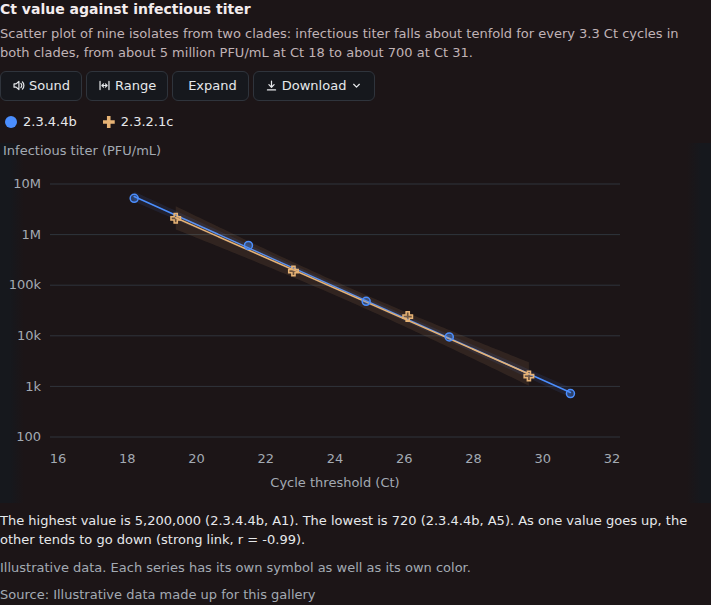 Ct value against infectious titer
Scatter plot of nine isolates from two clades: infectious titer falls about tenfold for every 3.3 Ct cycles in
both clades, from about 5 million PFU/mL at Ct 18 to about 700 at Ct 31.
Sound Range Expand Download
2.3.4.4b 2.3.2.1c
Infectious titer (PFU/mL)
10M
1M
100k
10k
1k
100
16 18 20 22 24 26 28 30 32
Cycle threshold (Ct)
The highest value is 5,200,000 (2.3.4.4b, A1). The lowest is 720 (2.3.4.4b, A5). As one value goes up, the
other tends to go down (strong link, r = -0.99).
Illustrative data. Each series has its own symbol as well as its own color.
Source: Illustrative data made up for this gallery